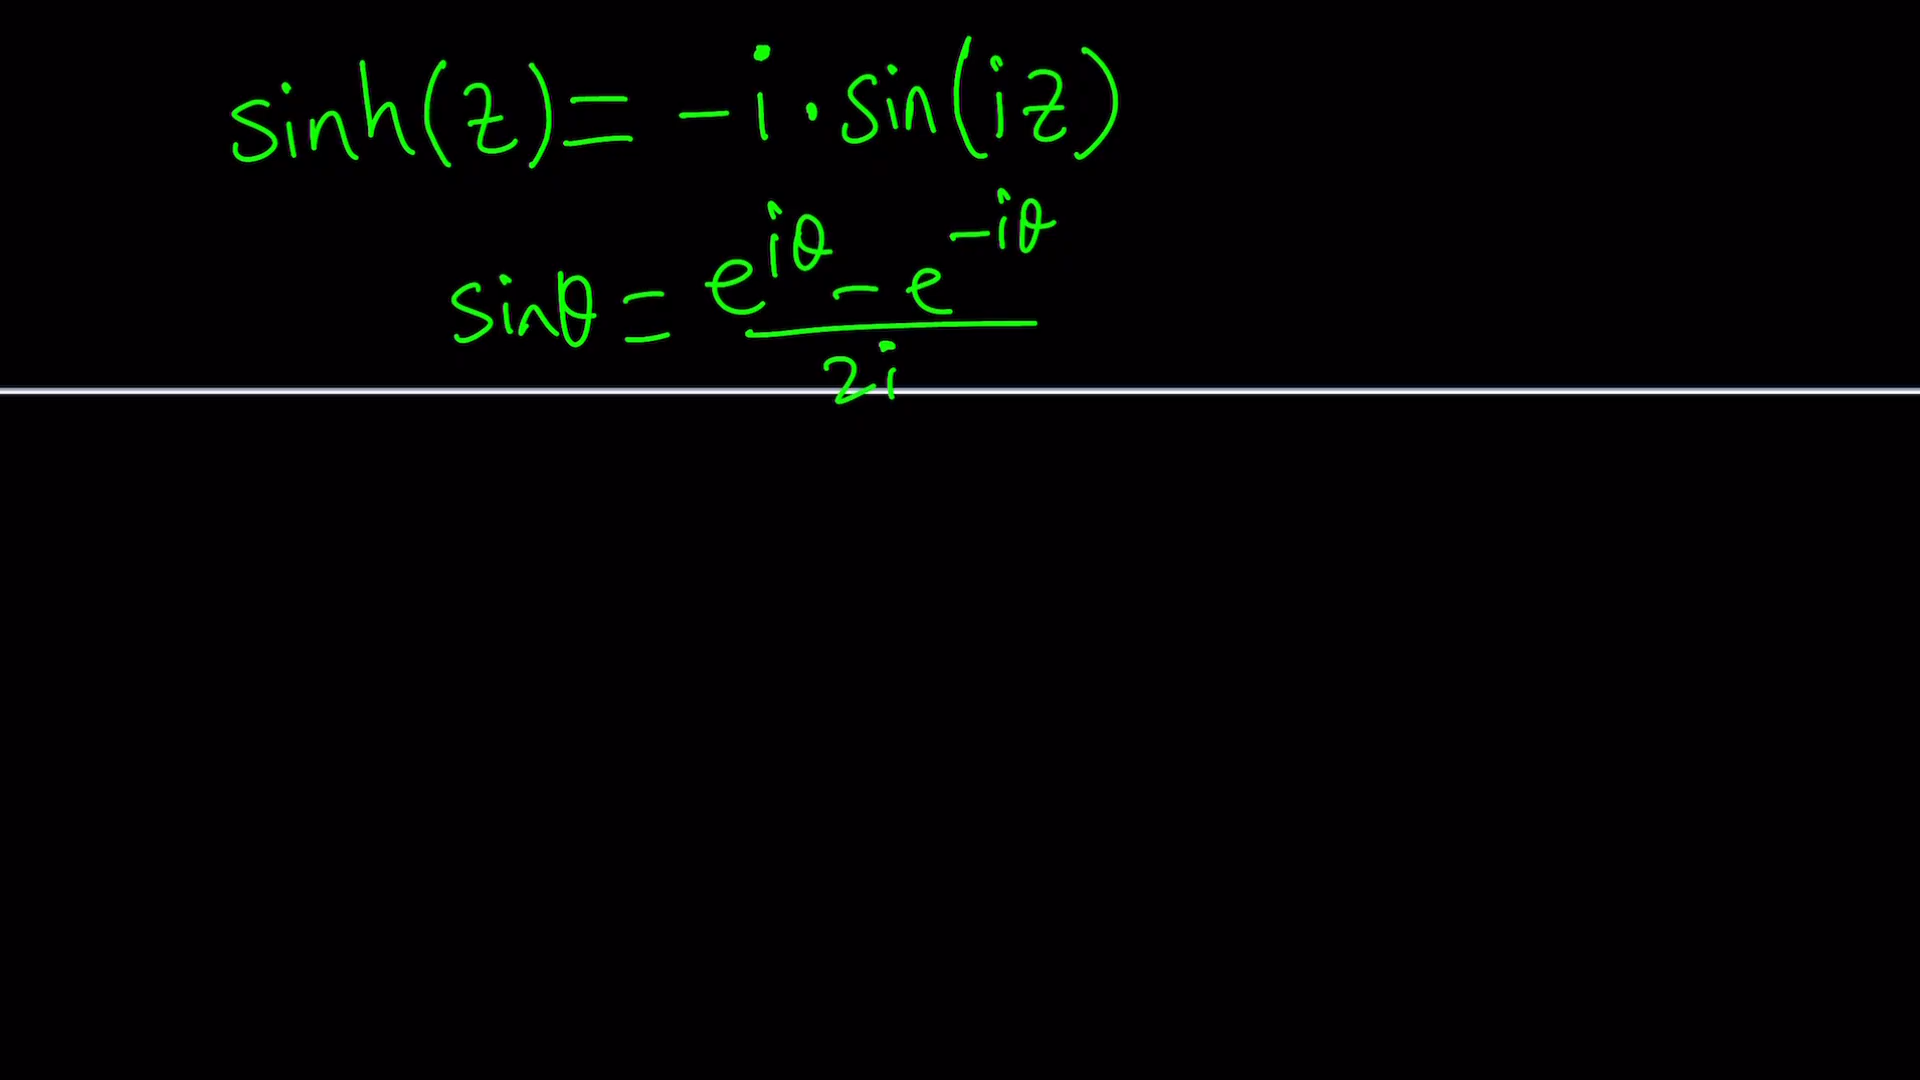 sinh(z) = -i · sin(iz)
sinθ = (e^{iθ} - e^{-iθ}) / 2i